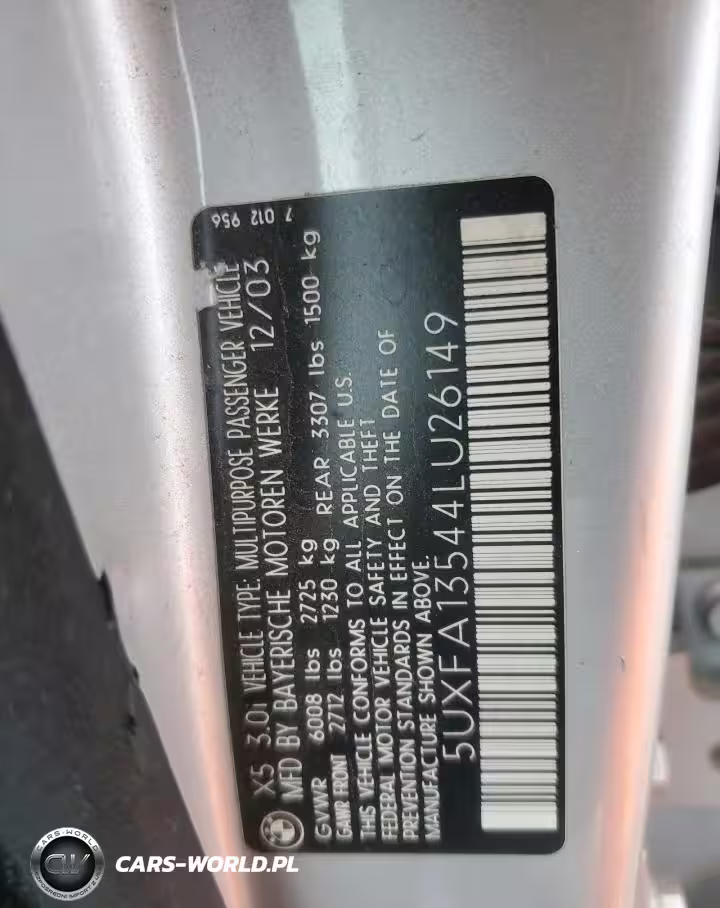 X5 3.0i VEHICLE TYPE: MULTIPURPOSE PASSENGER VEHICLE
MFD BY BAYERISCHE MOTOREN WERKE 12/03
GVWR 6008 lbs 2725 kg
GAWR FRONT 2712 lbs 1230 kg REAR 3307 lbs 1500 kg
THIS VEHICLE CONFORMS TO ALL APPLICABLE U.S.
FEDERAL MOTOR VEHICLE SAFETY AND THEFT
PREVENTION STANDARDS IN EFFECT ON THE DATE OF
MANUFACTURE SHOWN ABOVE.
5UXFA13544LU26149
7 012 956
CW
CARS-WORLD.PL